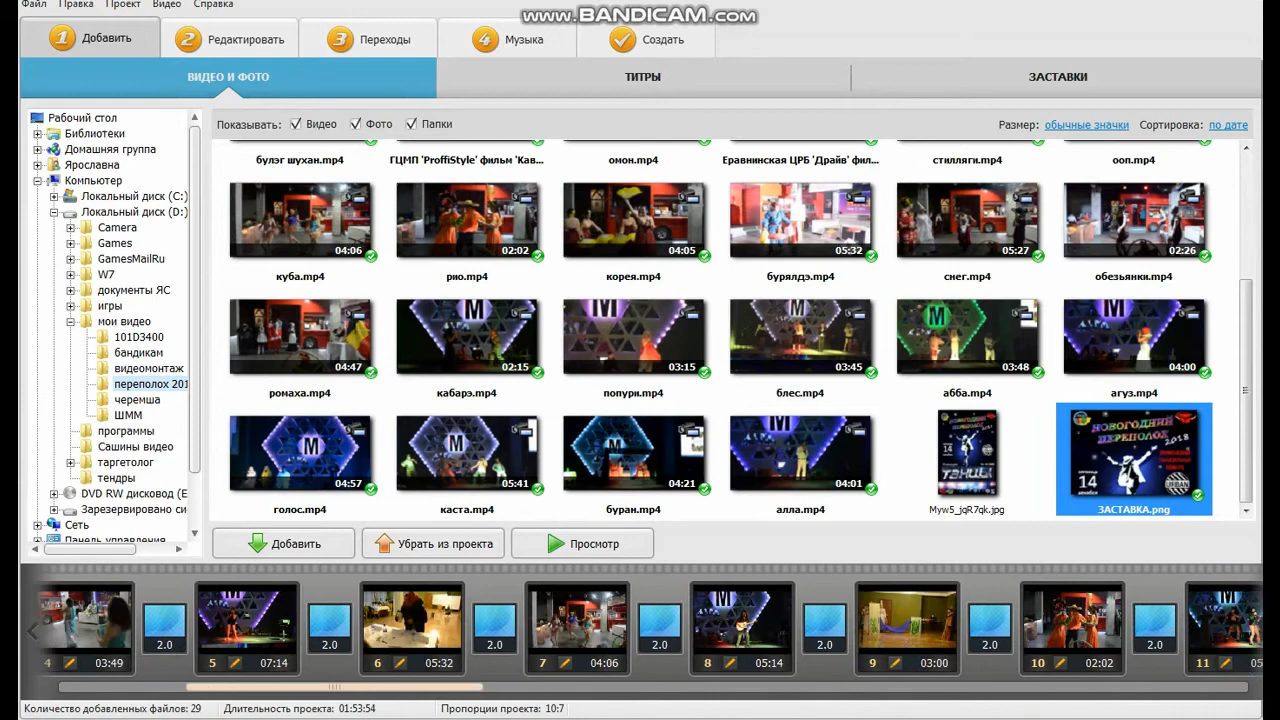 Файл Правка Проект Видео Справка
www.BANDICAM.com
1 Добавить 2 Редактировать 3 Переходы 4 Музыка Создать
ВИДЕО И ФОТО ТИТРЫ ЗАСТАВКИ
Показывать: Видео Фото Папки Размер: обычные значки Сортировка: по дате
Рабочий стол
Библиотеки
Домашняя группа
Ярославна
Компьютер
Локальный диск (C:)
Локальный диск (D:)
Camera
Games
GamesMailRu
W7
документы ЯС
игры
мои видео
101D3400
бандикам
видеомонтаж
переполох 201
черемша
ШММ
программы
Сашины видео
таргетолог
тендры
DVD RW дисковод (E
Зарезервировано си
Сеть
Панель управления
булэг шухан.mp4 ГЦМП 'ProffiStyle' фильм 'Кав... омон.mp4 Еравнинская ЦРБ 'Драйв' фил... стилляги.mp4 ооп.mp4
04:06 02:02 04:05 05:32 05:27 02:26
куба.mp4 рио.mp4 корея.mp4 бурялдэ.mp4 снег.mp4 обезьянки.mp4
04:47 02:15 03:15 03:45 03:48 04:00
ромаха.mp4 кабарэ.mp4 попури.mp4 блес.mp4 абба.mp4 агуз.mp4
04:57 05:41 04:21 04:01
НОВОГОДНИЙ
ПЕРЕПОЛОХ
2018
14
URBAN
голос.mp4 каста.mp4 буран.mp4 алла.mp4 Myw5_jqR7qk.jpg ЗАСТАВКА.png
Добавить Убрать из проекта Просмотр
2.0 2.0 2.0 2.0 2.0 2.0 2.0
4 03:49 5 07:14 6 05:32 7 04:06 8 05:14 9 03:00 10 02:02 11 05
Количество добавленных файлов: 29 Длительность проекта: 01:53:54 Пропорции проекта: 10:7